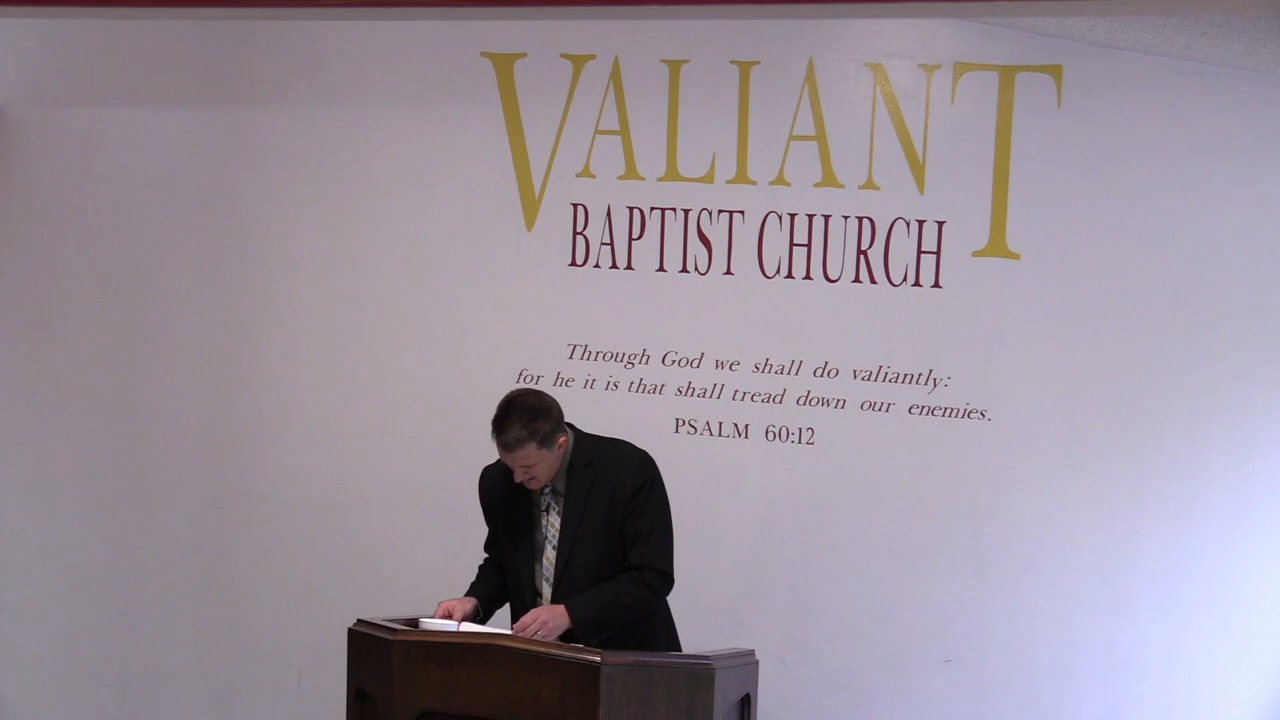 VALIANT
BAPTIST CHURCH
Through God we shall do valiantly:
for he it is that shall tread down our enemies.
PSALM 60:12